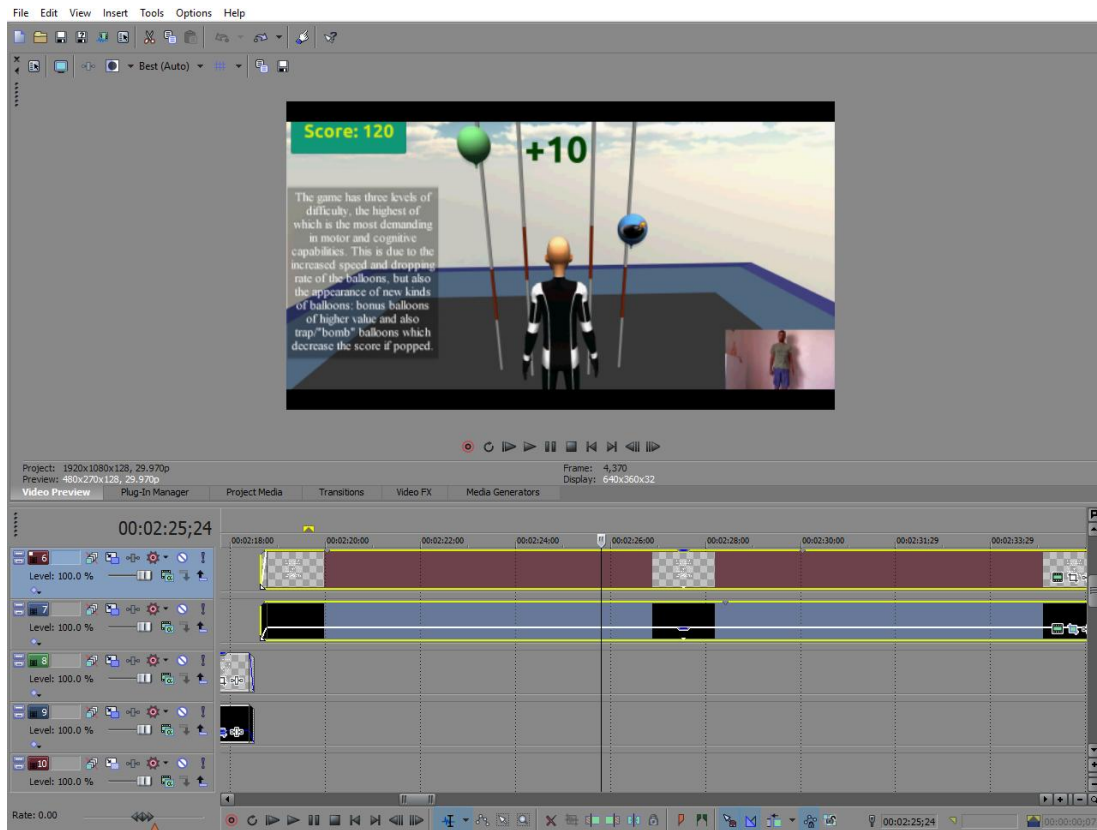 File Edit View Insert Tools Options Help
Best (Auto)
Score: 120
+10
The game has three levels of
difficulty, the highest of
which is the most demanding
in motor and cognitive
capabilities. This is due to the
increased speed and dropping
rate of the balloons, but also
the appearance of new kinds
of balloons: bonus balloons
of higher value and also
trap/"bomb" balloons which
decrease the score if popped.
Project: 1920x1080x128, 29.970p
Preview: 480x270x128, 29.970p
Frame: 4,370
Display: 640x360x32
Video Preview Plug-In Manager Project Media Transitions Video FX Media Generators
00:02:25;24
00:02:18:00 00:02:20:00 00:02:22:00 00:02:24:00 00:02:26:00 00:02:28:00 00:02:30:00 00:02:31:29 00:02:33:29
6
Level: 100.0 %
7
Level: 100.0 %
8
Level: 100.0 %
9
Level: 100.0 %
10
Level: 100.0 %
Rate: 0.00
00:02:25;24
00:00:00;07